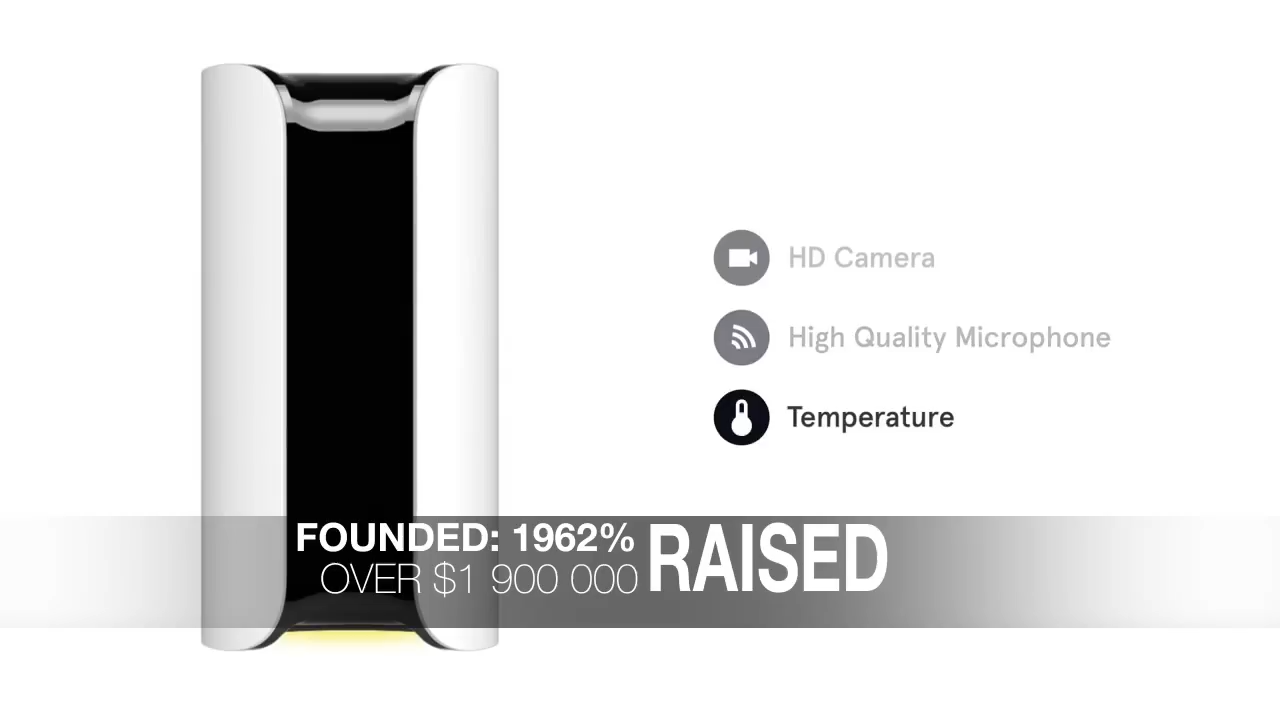 HD Camera
High Quality Microphone
Temperature
FOUNDED: 1962%
OVER $1 900 000
RAISED